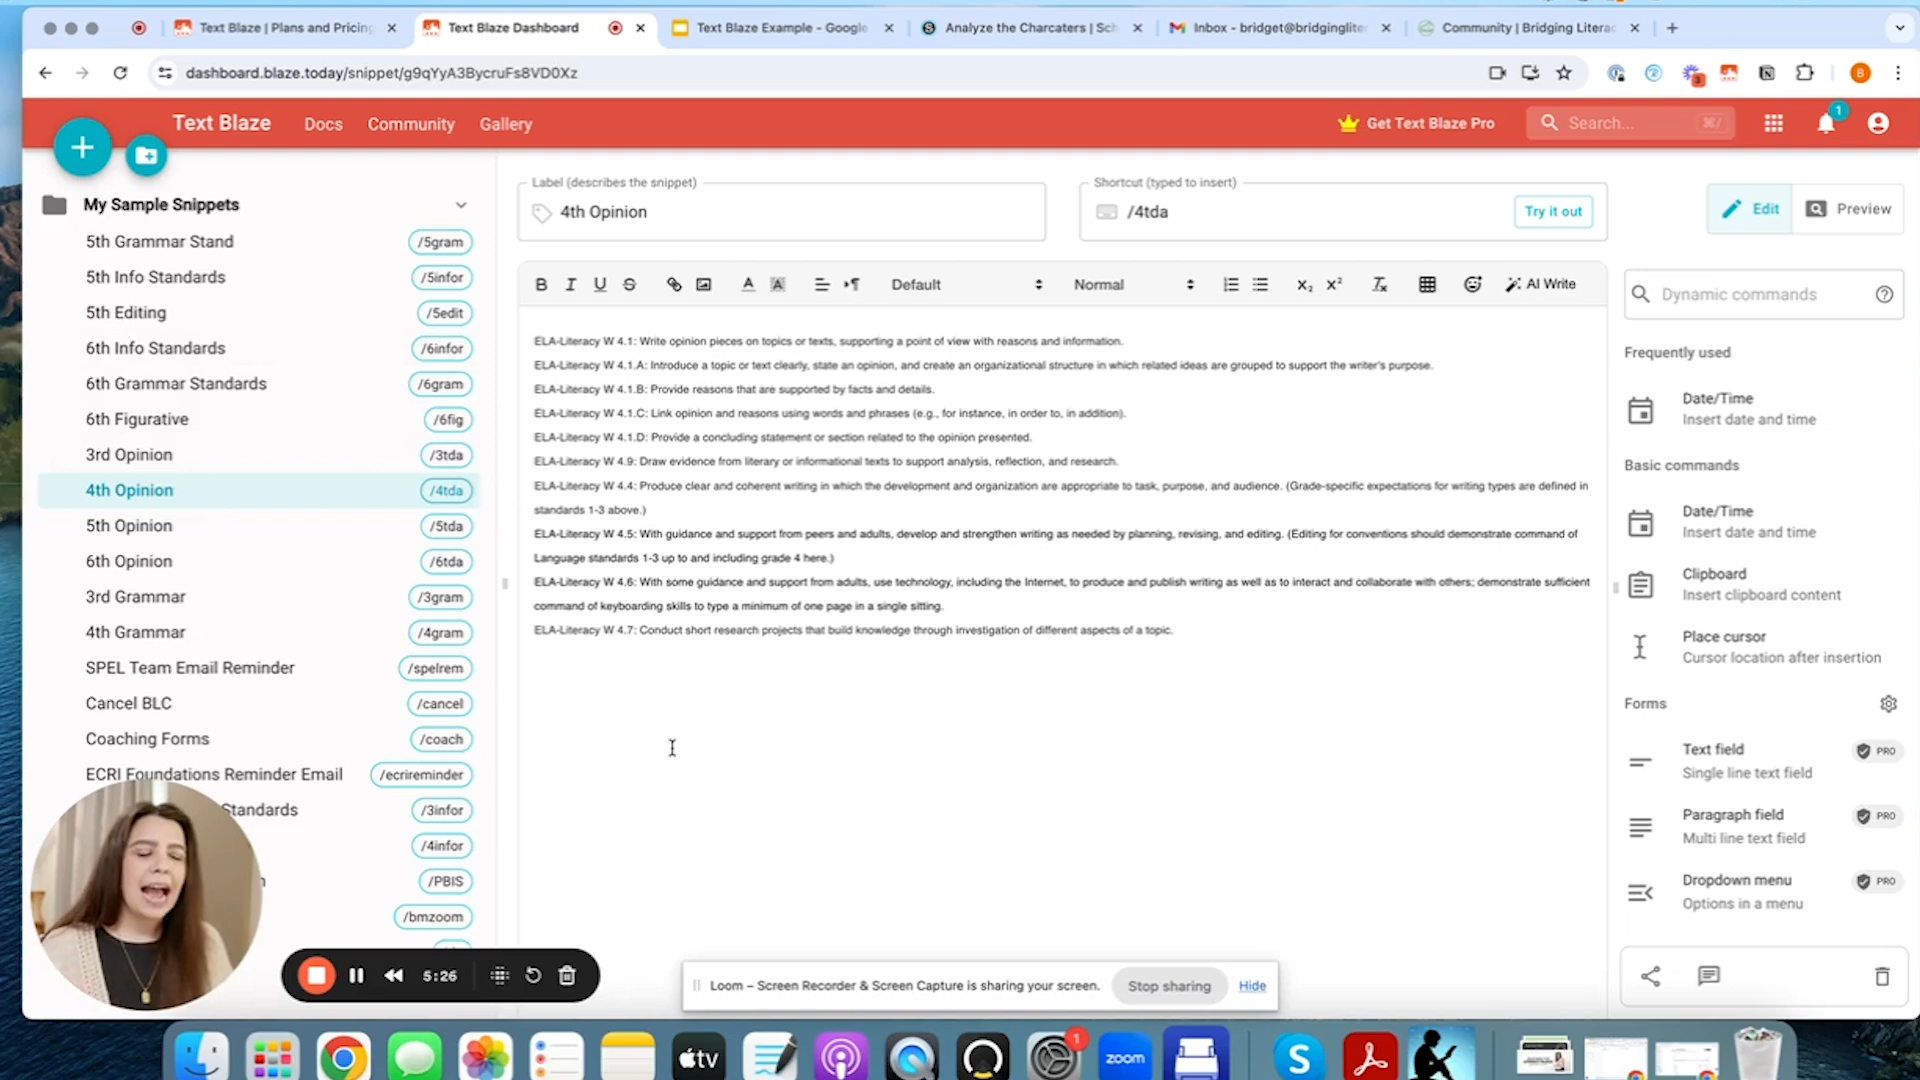 Text Blaze | Plans and Pricing
Text Blaze Dashboard
Text Blaze Example - Google
Analyze the Charcaters | Sch
Inbox - bridget@bridginglite
Community | Bridging Litera
dashboard.blaze.today/snippet/g9qYyA3BycruFs8VD0Xz
3
B
Text Blaze
Docs
Community
Gallery
Get Text Blaze Pro
Search...
⌘/
1
My Sample Snippets
5th Grammar Stand /5gram
5th Info Standards /5infor
5th Editing /5edit
6th Info Standards /6infor
6th Grammar Standards /6gram
6th Figurative /6fig
3rd Opinion /3tda
4th Opinion /4tda
5th Opinion /5tda
6th Opinion /6tda
3rd Grammar /3gram
4th Grammar /4gram
SPEL Team Email Reminder /spelrem
Cancel BLC /cancel
Coaching Forms /coach
ECRI Foundations Reminder Email /ecrireminder
Standards /3infor
/4infor
/PBIS
/bmzoom
Label (describes the snippet)
4th Opinion
Shortcut (typed to insert)
/4tda
Try it out
Edit
Preview
Default
Normal
AI Write
ELA-Literacy W 4.1: Write opinion pieces on topics or texts, supporting a point of view with reasons and information.
ELA-Literacy W 4.1.A: Introduce a topic or text clearly, state an opinion, and create an organizational structure in which related ideas are grouped to support the writer's purpose.
ELA-Literacy W 4.1.B: Provide reasons that are supported by facts and details.
ELA-Literacy W 4.1.C: Link opinion and reasons using words and phrases (e.g., for instance, in order to, in addition).
ELA-Literacy W 4.1.D: Provide a concluding statement or section related to the opinion presented.
ELA-Literacy W 4.9: Draw evidence from literary or informational texts to support analysis, reflection, and research.
ELA-Literacy W 4.4: Produce clear and coherent writing in which the development and organization are appropriate to task, purpose, and audience. (Grade-specific expectations for writing types are defined in
standards 1-3 above.)
ELA-Literacy W 4.5: With guidance and support from peers and adults, develop and strengthen writing as needed by planning, revising, and editing. (Editing for conventions should demonstrate command of
Language standards 1-3 up to and including grade 4 here.)
ELA-Literacy W 4.6: With some guidance and support from adults, use technology, including the Internet, to produce and publish writing as well as to interact and collaborate with others; demonstrate sufficient
command of keyboarding skills to type a minimum of one page in a single sitting.
ELA-Literacy W 4.7: Conduct short research projects that build knowledge through investigation of different aspects of a topic.
Dynamic commands
Frequently used
Date/Time
Insert date and time
Basic commands
Date/Time
Insert date and time
Clipboard
Insert clipboard content
Place cursor
Cursor location after insertion
Forms
Text field PRO
Single line text field
Paragraph field PRO
Multi line text field
Dropdown menu PRO
Options in a menu
5:26
Loom – Screen Recorder & Screen Capture is sharing your screen.
Stop sharing
Hide
tv
1
zoom
S